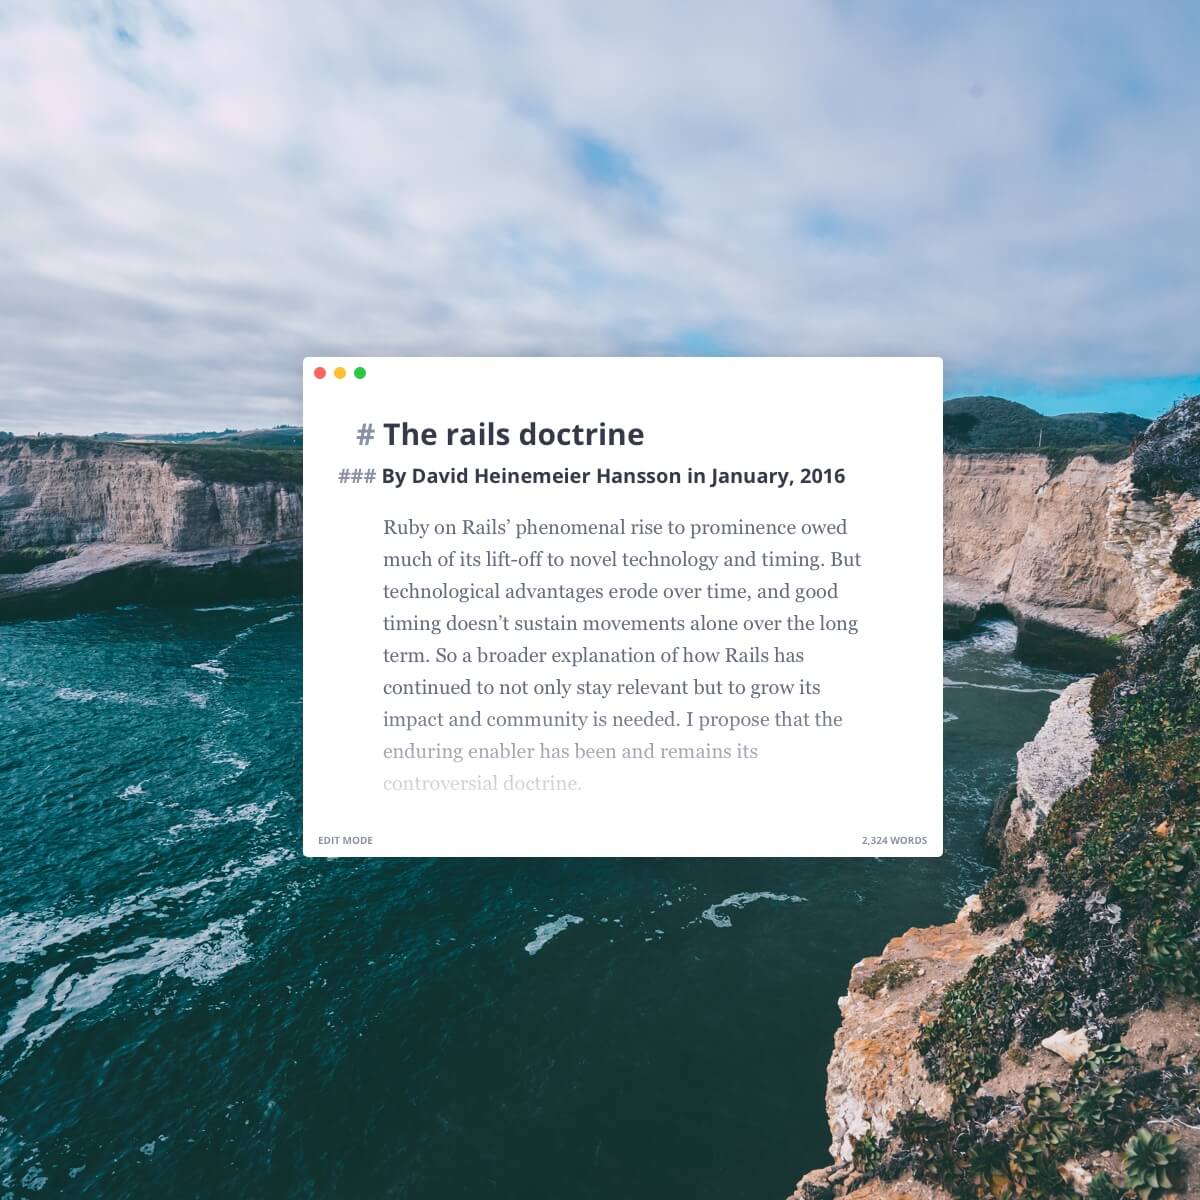 # The rails doctrine
### By David Heinemeier Hansson in January, 2016
Ruby on Rails’ phenomenal rise to prominence owed
much of its lift-off to novel technology and timing. But
technological advantages erode over time, and good
timing doesn’t sustain movements alone over the long
term. So a broader explanation of how Rails has
continued to not only stay relevant but to grow its
impact and community is needed. I propose that the
enduring enabler has been and remains its
controversial doctrine.
EDIT MODE
2,324 WORDS